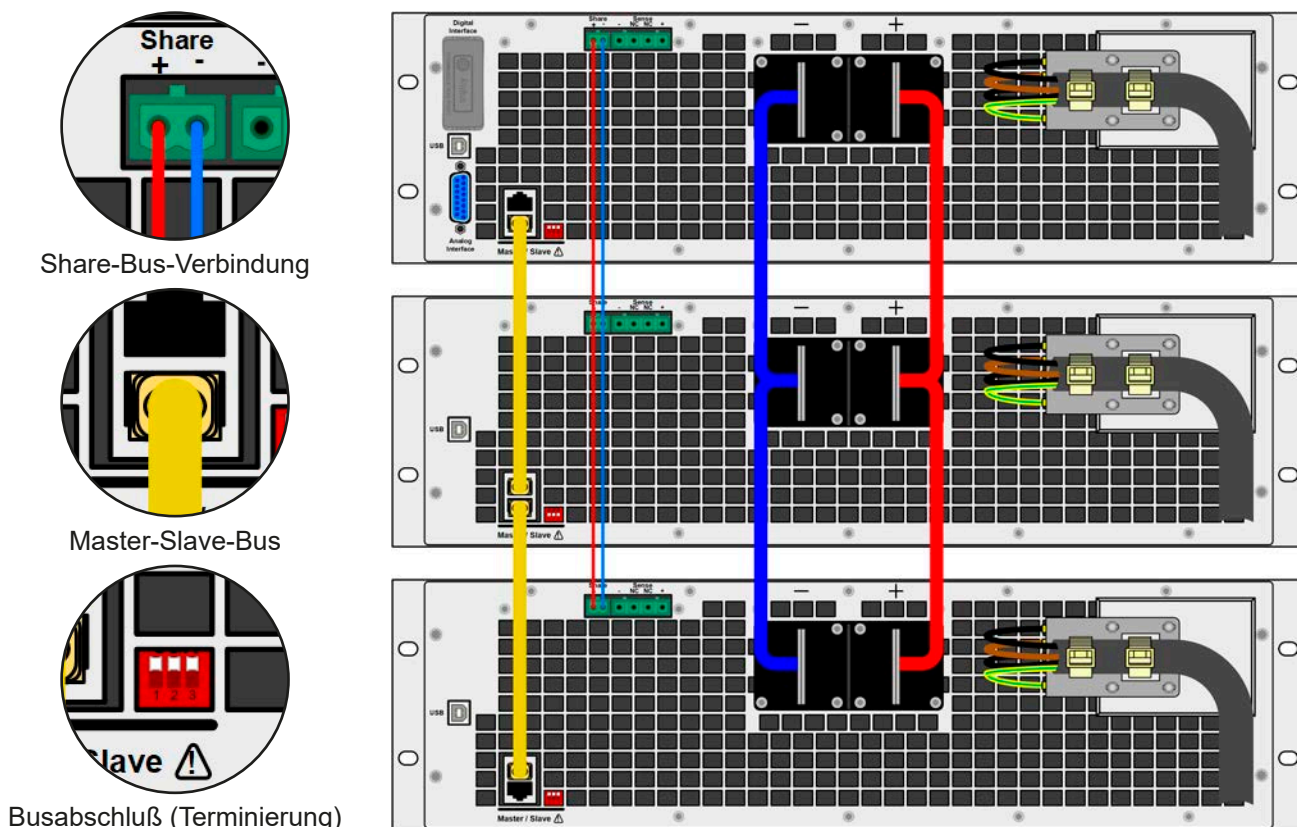 Share
+ -
-
Share-Bus-Verbindung
Master-Slave-Bus
1 2 3
Slave
Busabschluß (Terminierung)
Digital
Interface
Share Sense
+ - - NC NC +
- +
USB
Analog
Interface
Master / Slave
Share Sense
- NC NC +
- +
USB
Master / Slave
Share Sense
- NC NC +
- +
USB
Master / Slave